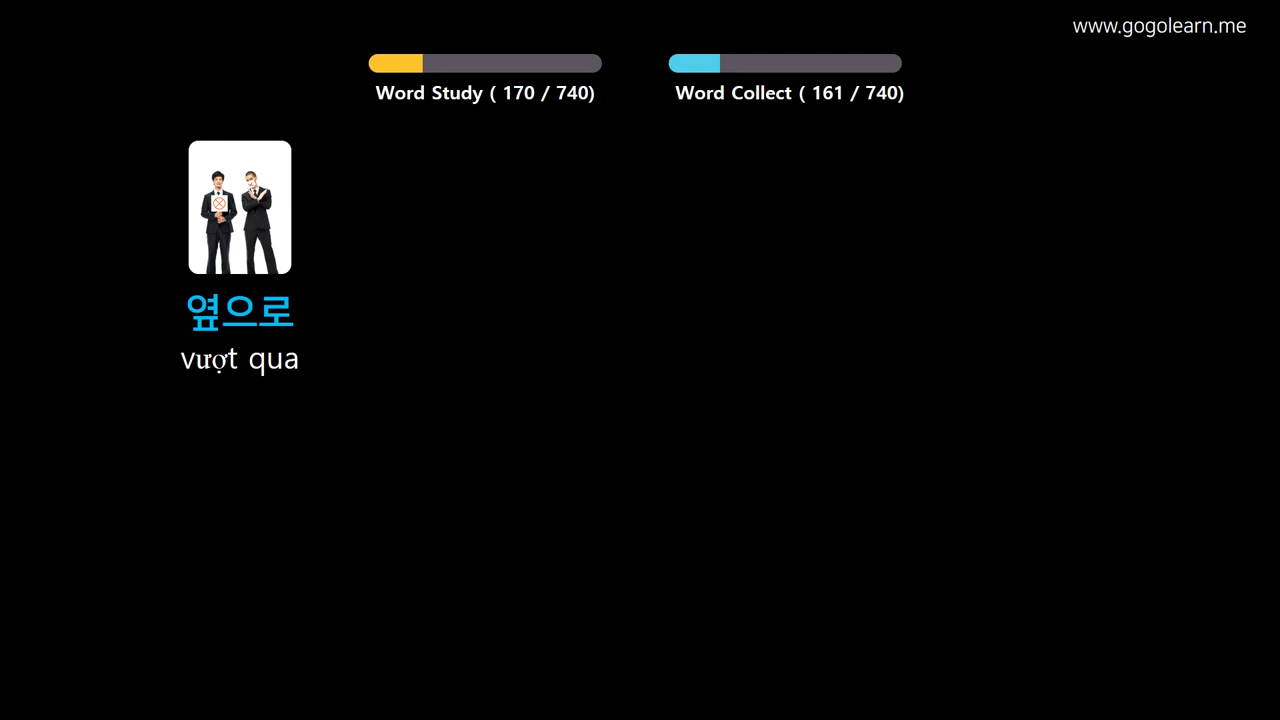 www.gogolearn.me
Word Study ( 170 / 740)
Word Collect ( 161 / 740)
옆으로
vượt qua